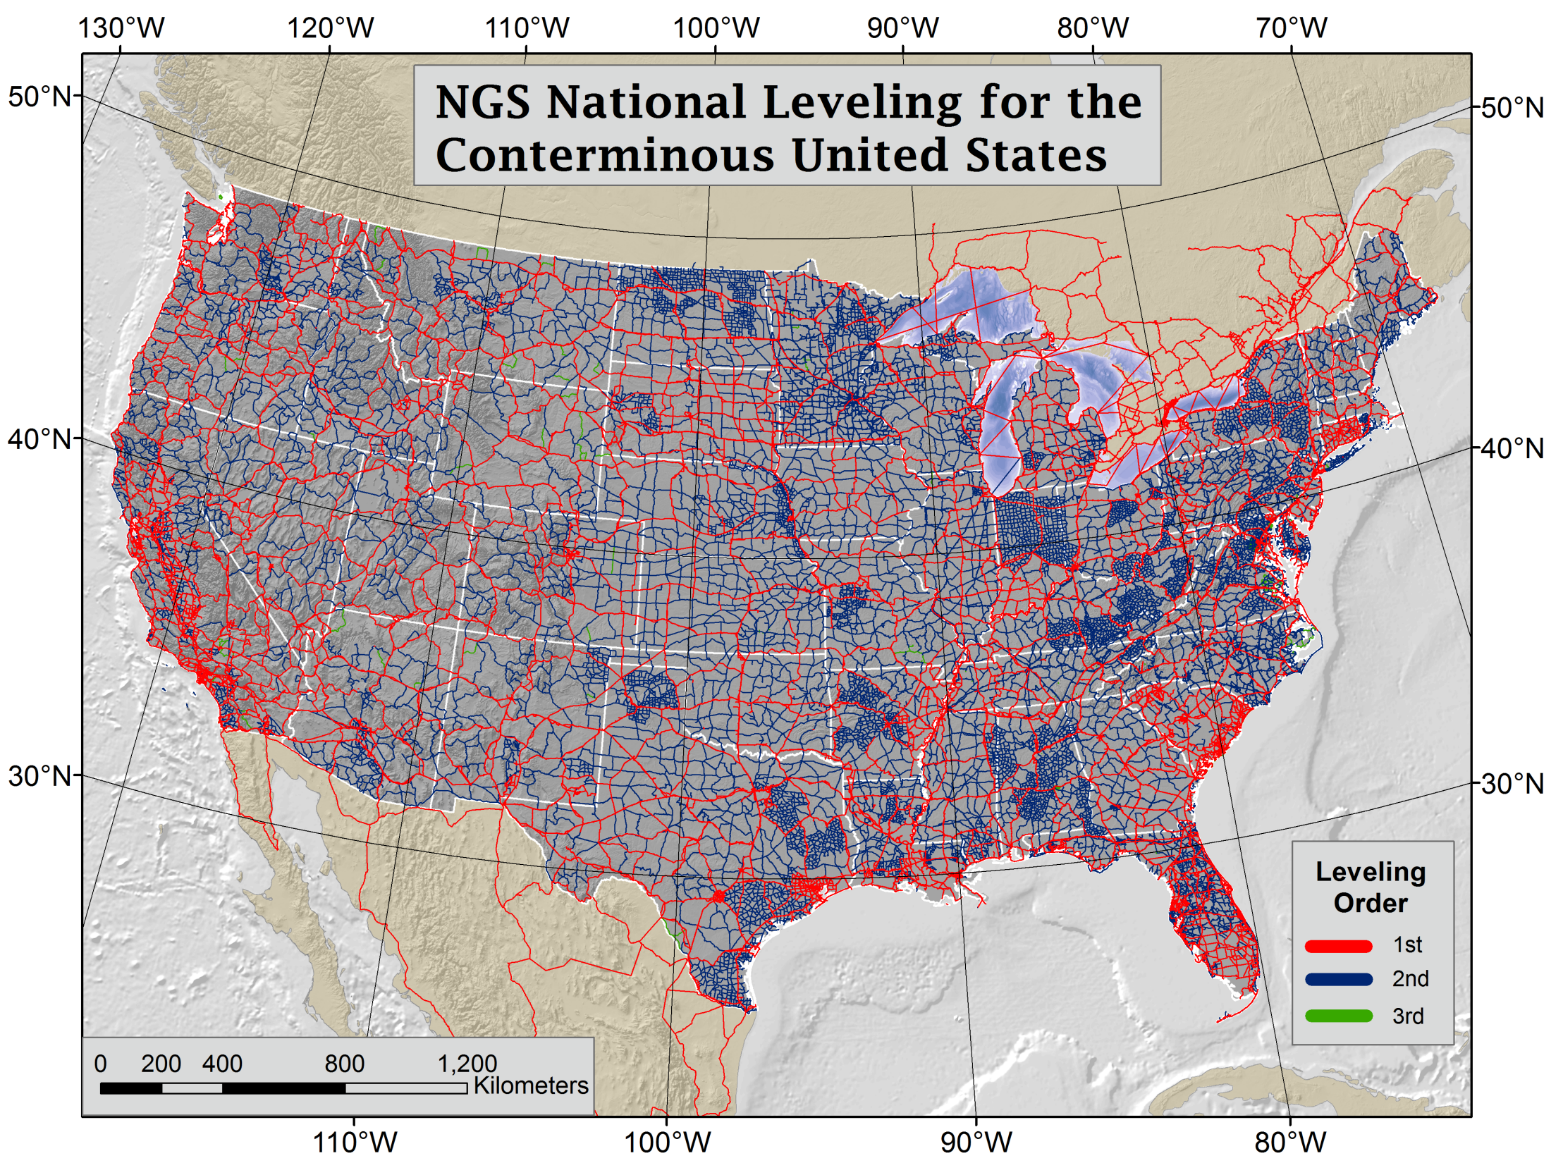 130°W 120°W 110°W 100°W 90°W 80°W 70°W
NGS National Leveling for the
Conterminous United States
50°N 50°N
40°N 40°N
30°N 30°N
Leveling
Order
1st
2nd
3rd
0 200 400 800 1,200
Kilometers
110°W 100°W 90°W 80°W